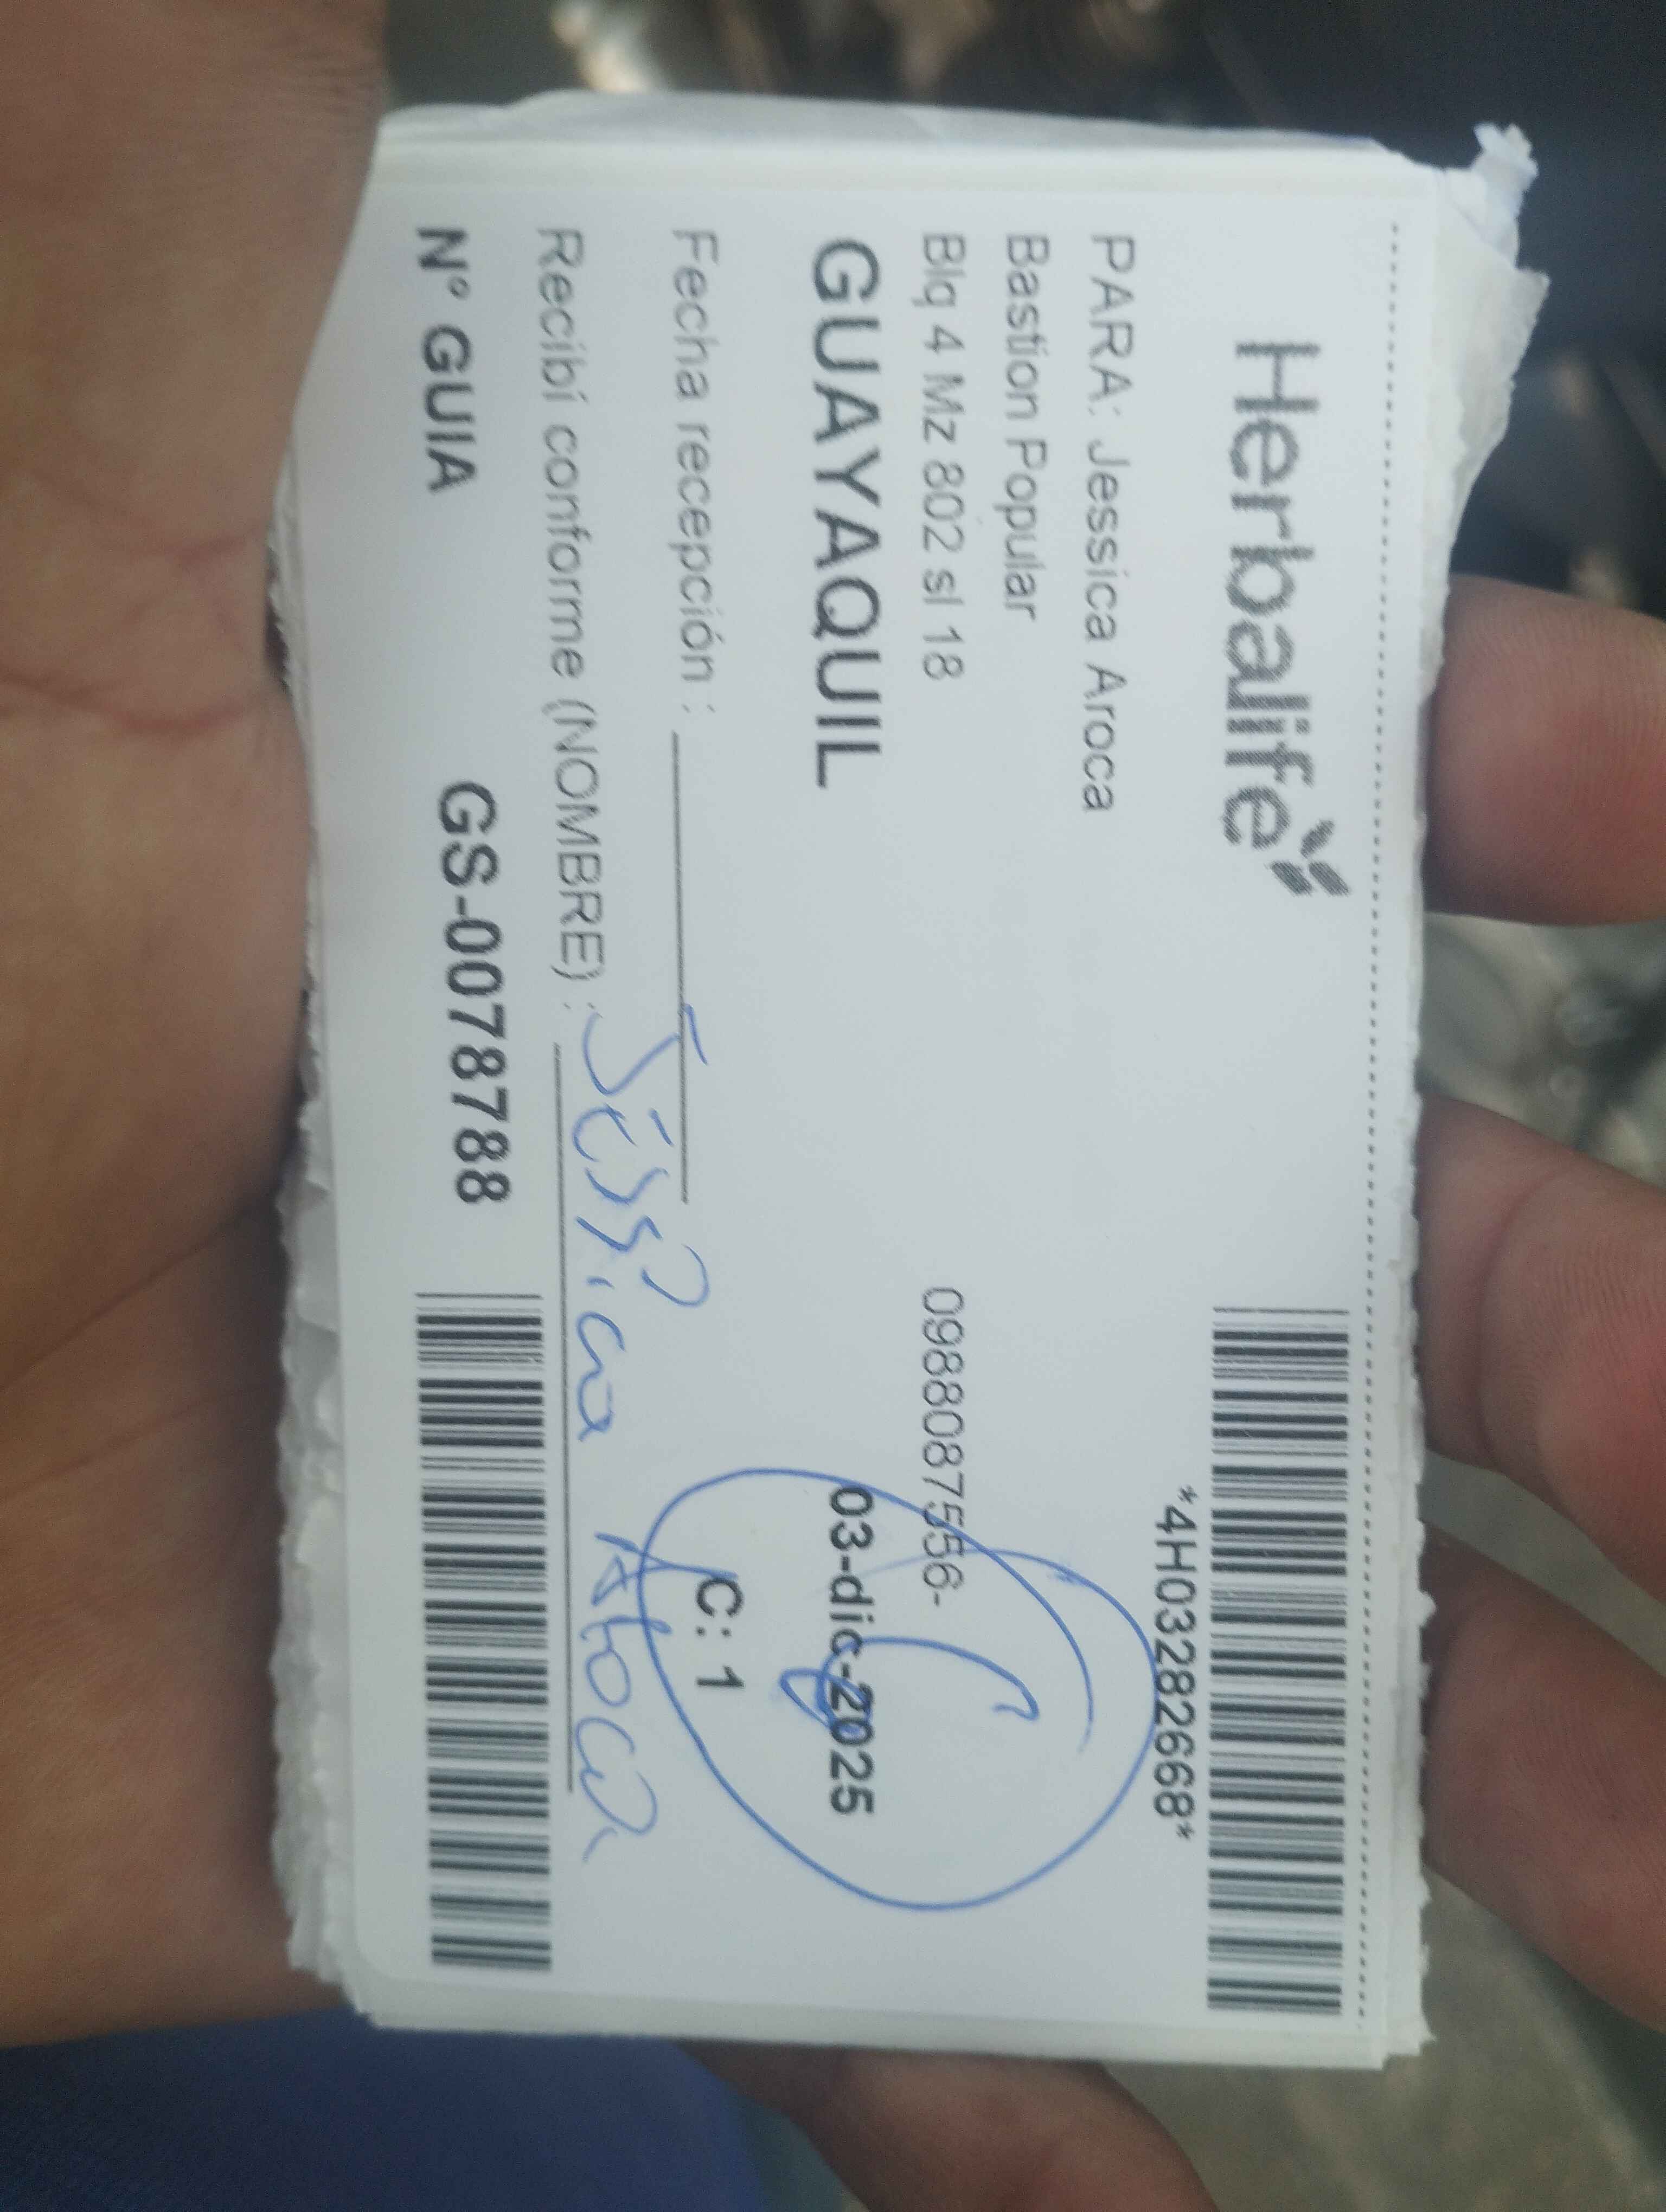 Herbalife
*4H03282668*
PARA: Jessica Aroca
Bastion Popular
Blq 4 Mz 802 sl 18
0988087556-
GUAYAQUIL
03-dic-2025
Fecha recepción :
C: 1
Recibí conforme (NOMBRE) : Jessica Aroca
N° GUIA GS-0078788